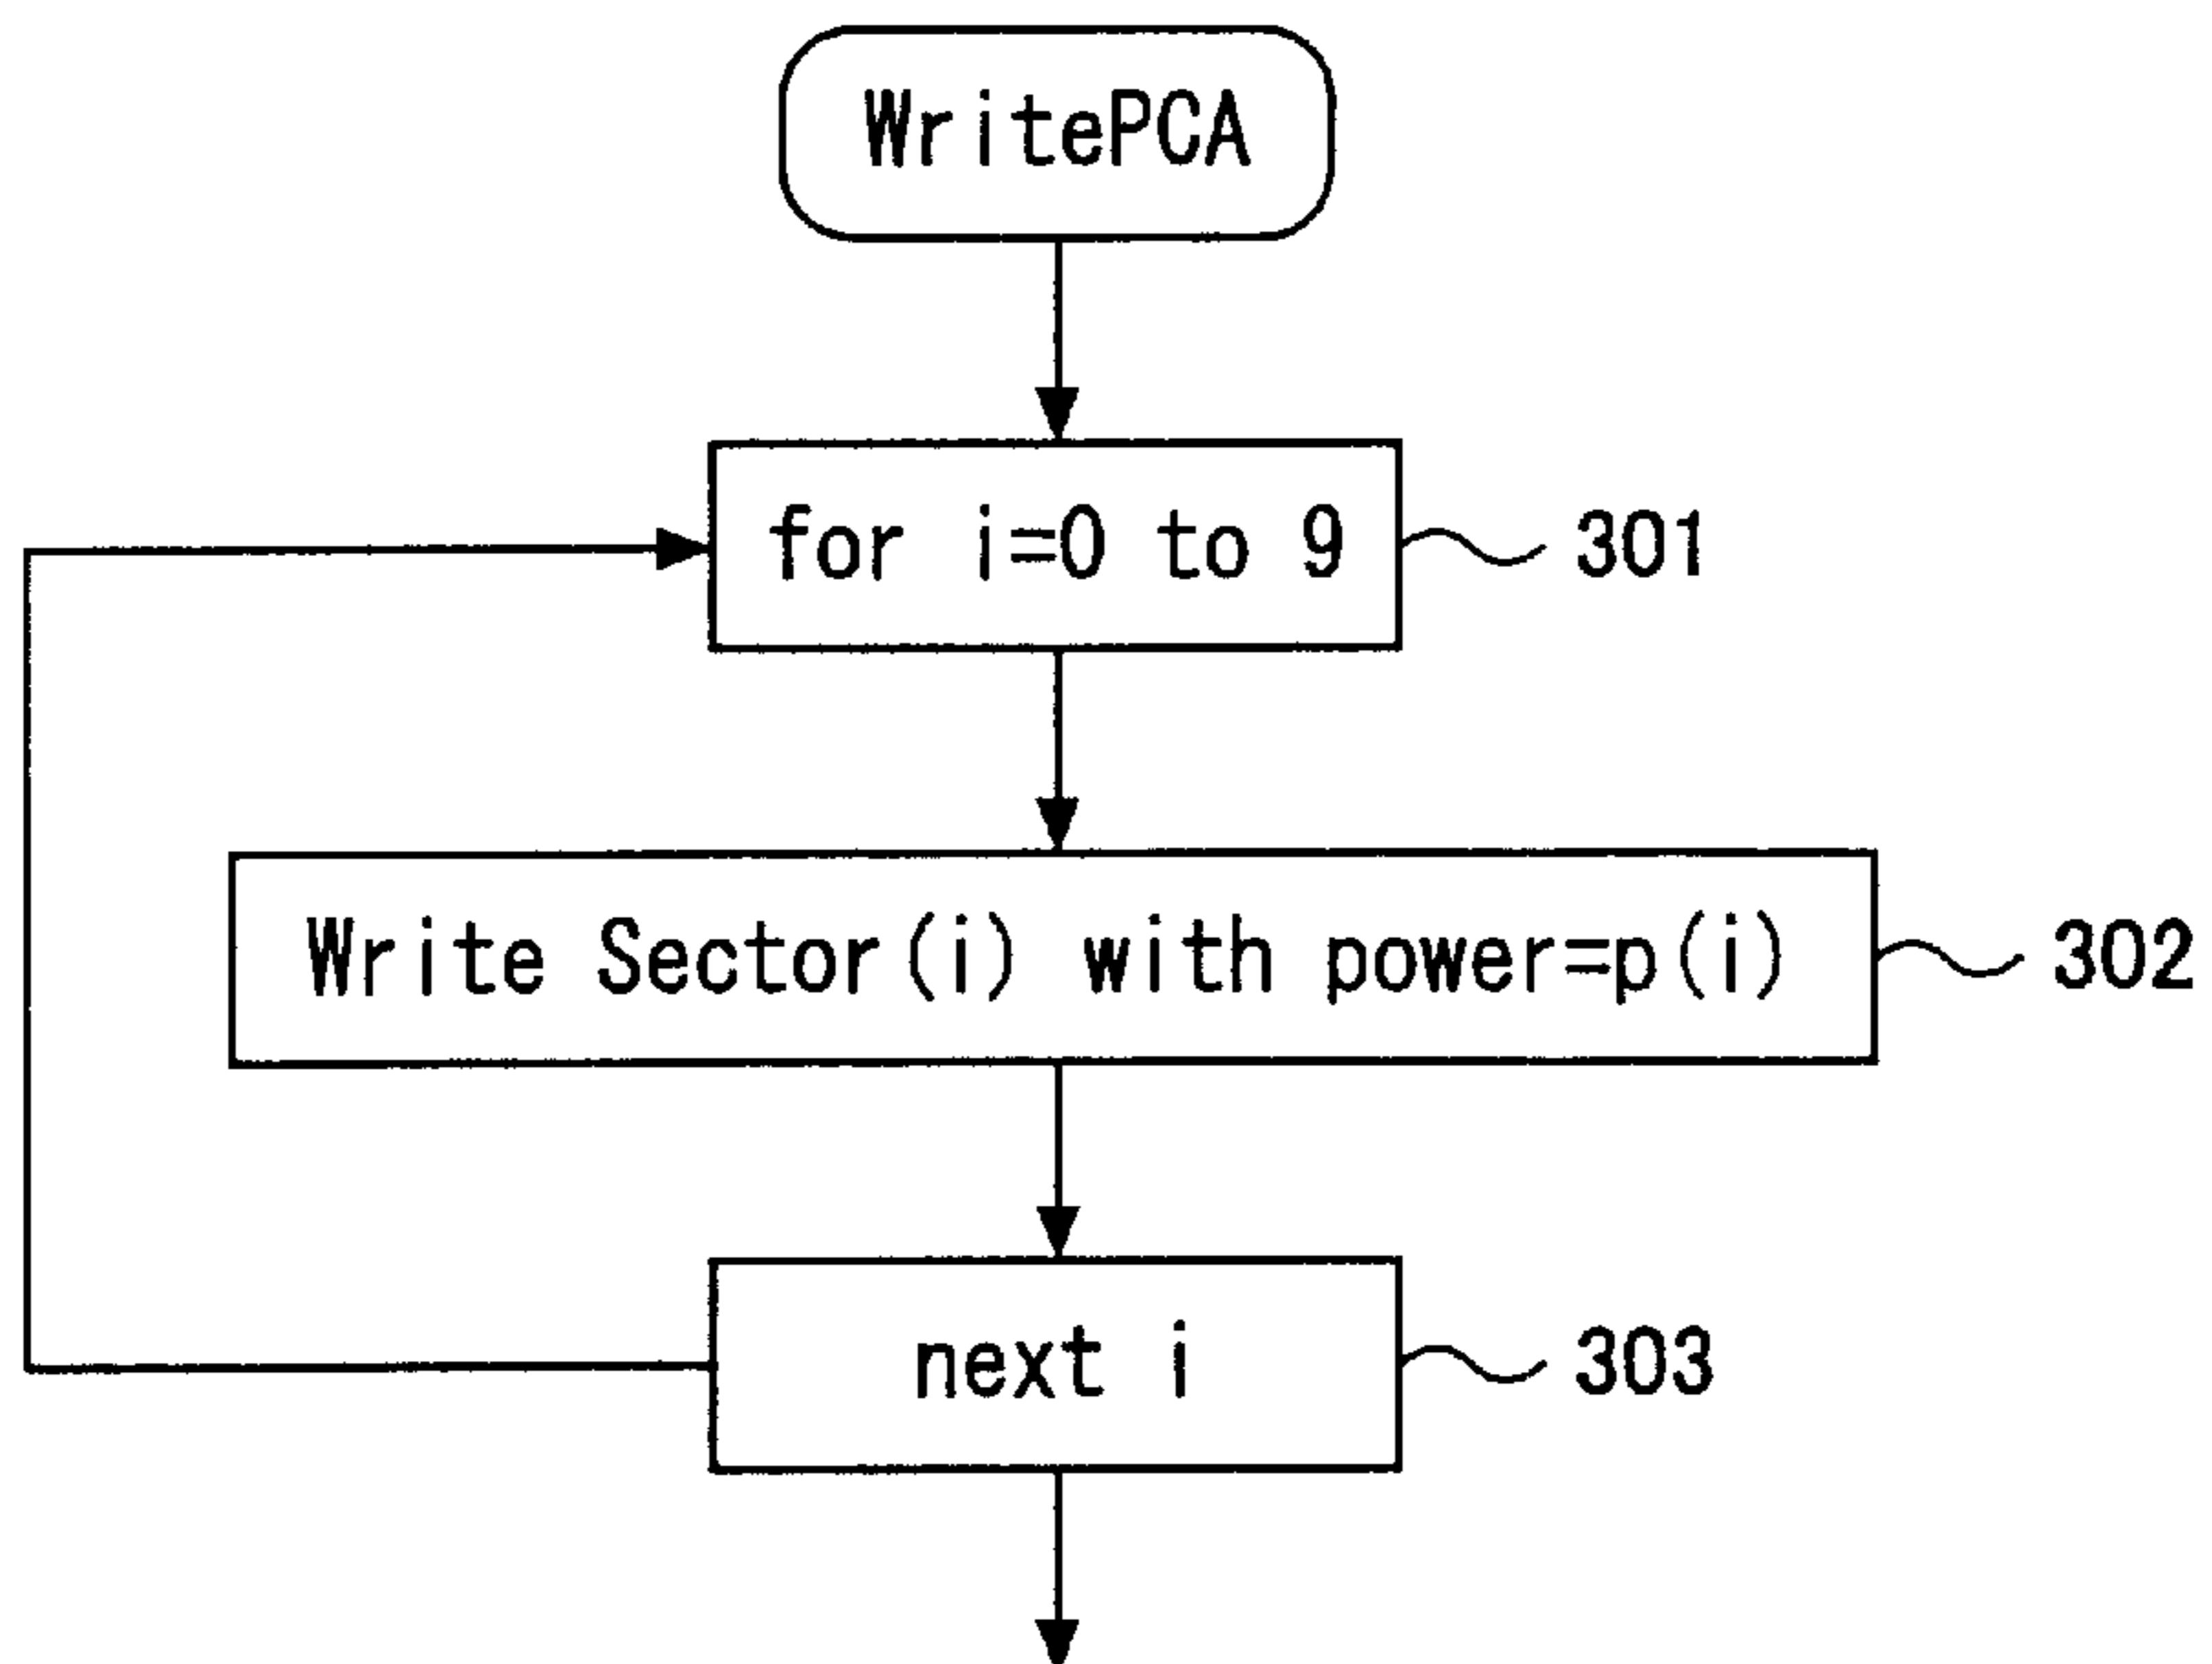 WritePCA
for i=0 to 9
301
Write Sector(i) with power=p(i)
302
next i
303